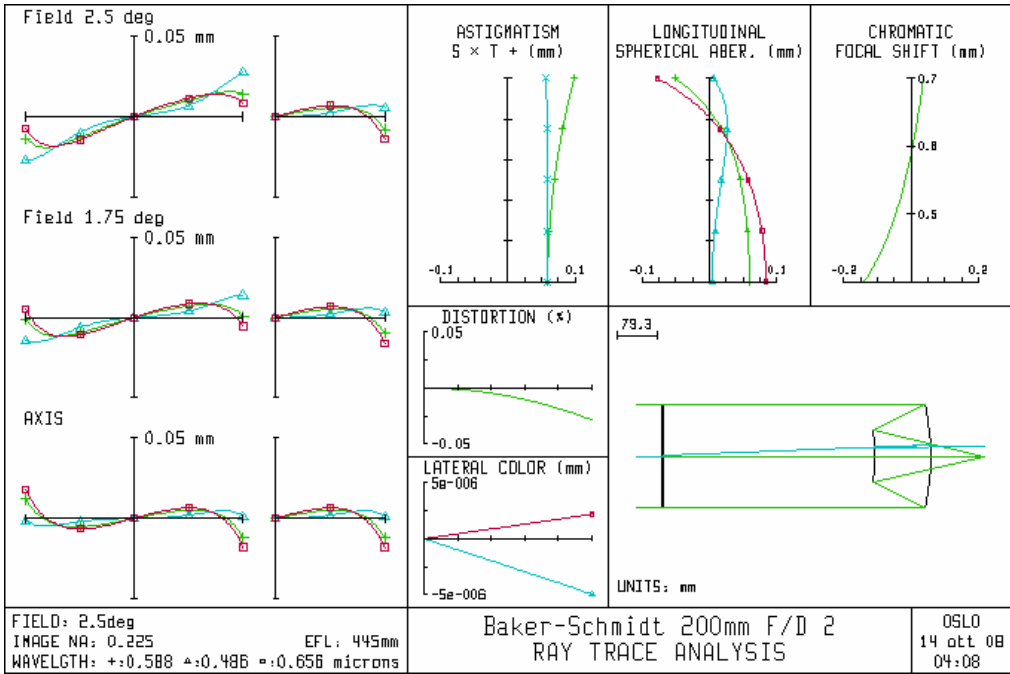 Field 2.5 deg
0.05 mm
Field 1.75 deg
0.05 mm
AXIS
0.05 mm
ASTIGMATISM
S × T + (mm)
-0.1 0.1
LONGITUDINAL
SPHERICAL ABER. (mm)
-0.1 0.1
CHROMATIC
FOCAL SHIFT (mm)
0.7
0.6
0.5
-0.2 0.2
DISTORTION (%)
0.05
-0.05
LATERAL COLOR (mm)
5e-006
-5e-006
79.3
UNITS: mm
FIELD: 2.5deg
IMAGE NA: 0.225 EFL: 445mm
WAVELGTH: +:0.588 ▵:0.486 ▫:0.656 microns
Baker-Schmidt 200mm F/D 2
RAY TRACE ANALYSIS
OSLO
14 ott 08
04:08